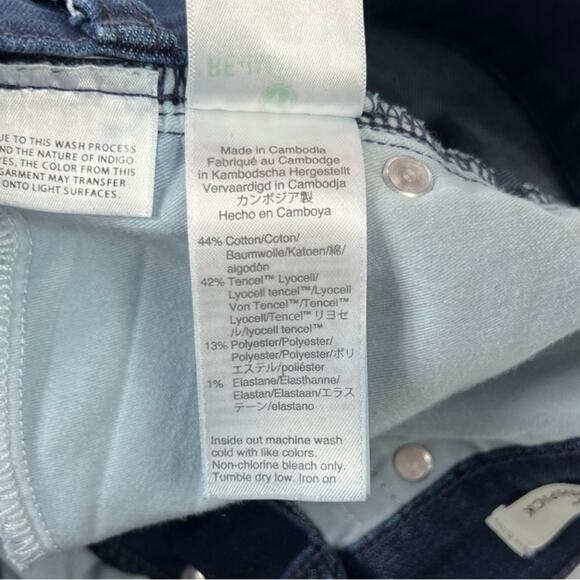 UE TO THIS WASH PROCESS
ND THE NATURE OF INDIGO
YES, THE COLOR FROM THIS
GARMENT MAY TRANSFER
ONTO LIGHT SURFACES.
Made in Cambodia
Fabriqué au Cambodge
in Kambodscha Hergestellt
Vervaardigd in Cambodja
カンボジア製
Hecho en Camboya
44% Cotton/Coton/
Baumwolle/Katoen/綿/
algodón
42% Tencel™ Lyocell/
Lyocell tencel™/Lyocell
Von Tencel™/Tencel™
Lyocell/Tencel™ リヨセ
ル/lyocell tencel™
13% Polyester/Polyester/
Polyester/Polyester/ポリ
エステル/poliéster
1% Elastane/Élasthanne/
Elastan/Elastaan/エラス
テーン/elastano
Inside out machine wash
cold with like colors.
Non-chlorine bleach only.
Tumble dry low. Iron on